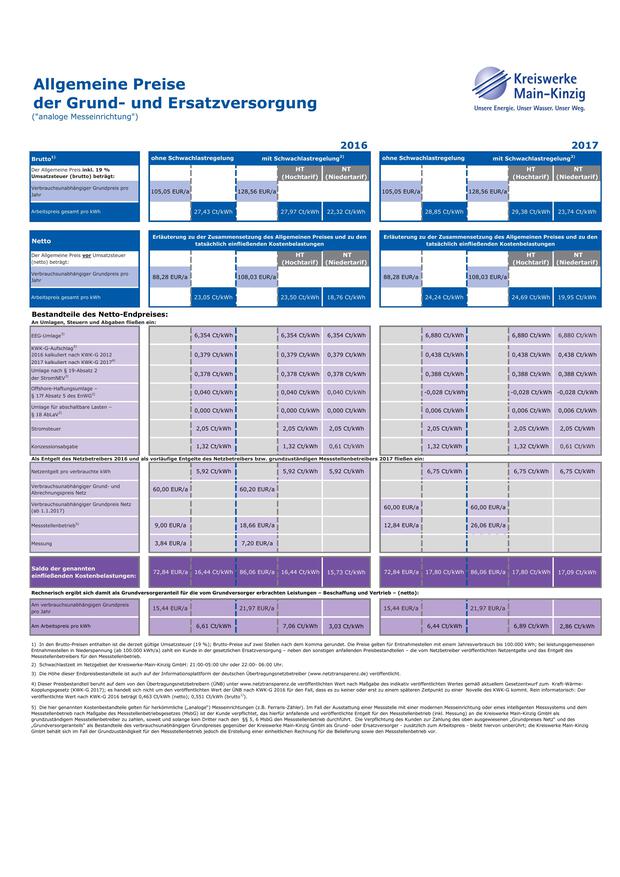 Allgemeine Preise
der Grund- und Ersatzversorgung
("analoge Messeinrichtung")
Kreiswerke
Main-Kinzig
Unsere Energie. Unser Wasser. Unser Weg.
2016 2017
Brutto1) ohne Schwachlastregelung mit Schwachlastregelung2) ohne Schwachlastregelung mit Schwachlastregelung2)
Der Allgemeine Preis inkl. 19 %
Umsatzsteuer (brutto) beträgt:
HT (Hochtarif) NT (Niedertarif) HT (Hochtarif) NT (Niedertarif)
Verbrauchsunabhängiger Grundpreis pro Jahr 105,05 EUR/a 128,56 EUR/a 105,05 EUR/a 128,56 EUR/a
Arbeitspreis gesamt pro kWh 27,43 Ct/kWh 27,97 Ct/kWh 22,32 Ct/kWh 28,85 Ct/kWh 29,38 Ct/kWh 23,74 Ct/kWh
Netto Erläuterung zu der Zusammensetzung des Allgemeinen Preises und zu den tatsächlich einfließenden Kostenbelastungen Erläuterung zu der Zusammensetzung des Allgemeinen Preises und zu den tatsächlich einfließenden Kostenbelastungen
Der Allgemeine Preis vor Umsatzsteuer
(netto) beträgt:
HT (Hochtarif) NT (Niedertarif) HT (Hochtarif) NT (Niedertarif)
Verbrauchsunabhängiger Grundpreis pro Jahr 88,28 EUR/a 108,03 EUR/a 88,28 EUR/a 108,03 EUR/a
Arbeitspreis gesamt pro kWh 23,05 Ct/kWh 23,50 Ct/kWh 18,76 Ct/kWh 24,24 Ct/kWh 24,69 Ct/kWh 19,95 Ct/kWh
Bestandteile des Netto-Endpreises:
An Umlagen, Steuern und Abgaben fließen ein:
EEG-Umlage3) 6,354 Ct/kWh 6,354 Ct/kWh 6,354 Ct/kWh 6,880 Ct/kWh 6,880 Ct/kWh 6,880 Ct/kWh
KWK-G-Aufschlag3)
2016 kalkuliert nach KWK-G 2012
2017 kalkuliert nach KWK-G 20174)
0,379 Ct/kWh 0,379 Ct/kWh 0,379 Ct/kWh 0,438 Ct/kWh 0,438 Ct/kWh 0,438 Ct/kWh
Umlage nach § 19-Absatz 2
der StromNEV3)
0,378 Ct/kWh 0,378 Ct/kWh 0,378 Ct/kWh 0,388 Ct/kWh 0,388 Ct/kWh 0,388 Ct/kWh
Offshore-Haftungsumlage –
§ 17f Absatz 5 des EnWG3)
0,040 Ct/kWh 0,040 Ct/kWh 0,040 Ct/kWh -0,028 Ct/kWh -0,028 Ct/kWh -0,028 Ct/kWh
Umlage für abschaltbare Lasten –
§ 18 AbLaV3)
0,000 Ct/kWh 0,000 Ct/kWh 0,000 Ct/kWh 0,006 Ct/kWh 0,006 Ct/kWh 0,006 Ct/kWh
Stromsteuer 2,05 Ct/kWh 2,05 Ct/kWh 2,05 Ct/kWh 2,05 Ct/kWh 2,05 Ct/kWh 2,05 Ct/kWh
Konzessionsabgabe 1,32 Ct/kWh 1,32 Ct/kWh 0,61 Ct/kWh 1,32 Ct/kWh 1,32 Ct/kWh 0,61 Ct/kWh
Als Entgelt des Netzbetreibers 2016 und als vorläufige Entgelte des Netzbetreibers bzw. grundzuständigen Messstellenbetreibers 2017 fließen ein:
Netzentgelt pro verbrauchte kWh 5,92 Ct/kWh 5,92 Ct/kWh 5,92 Ct/kWh 6,75 Ct/kWh 6,75 Ct/kWh 6,75 Ct/kWh
Verbrauchsunabhängiger Grund- und
Abrechnungspreis Netz
60,00 EUR/a 60,20 EUR/a
Verbrauchsunabhängiger Grundpreis Netz
(ab 1.1.2017)
60,00 EUR/a 60,00 EUR/a
Messstellenbetrieb5) 9,00 EUR/a 18,66 EUR/a 12,84 EUR/a 26,06 EUR/a
Messung 3,84 EUR/a 7,20 EUR/a
Saldo der genannten
einfließenden Kostenbelastungen:
72,84 EUR/a 16,44 Ct/kWh 86,06 EUR/a 16,44 Ct/kWh 15,73 Ct/kWh 72,84 EUR/a 17,80 Ct/kWh 86,06 EUR/a 17,80 Ct/kWh 17,09 Ct/kWh
Rechnerisch ergibt sich damit als Grundversorgeranteil für die vom Grundversorger erbrachten Leistungen – Beschaffung und Vertrieb – (netto):
Am verbrauchsunabhängigen Grundpreis
pro Jahr
15,44 EUR/a 21,97 EUR/a 15,44 EUR/a 21,97 EUR/a
Am Arbeitspreis pro kWh 6,61 Ct/kWh 7,06 Ct/kWh 3,03 Ct/kWh 6,44 Ct/kWh 6,89 Ct/kWh 2,86 Ct/kWh
1) In den Brutto-Preisen enthalten ist die derzeit gültige Umsatzsteuer (19 %); Brutto-Preise auf zwei Stellen nach dem Komma gerundet. Die Preise gelten für Entnahmestellen mit einem Jahresverbrauch bis 100.000 kWh; bei leistungsgemessenen
Entnahmestellen in Niederspannung (ab 100.000 kWh/a) zahlt ein Kunde in der gesetzlichen Ersatzversorgung – neben den sonstigen anfallenden Preisbestandteilen – die vom Netzbetreiber veröffentlichten Netzentgelte und das Entgelt des
Messstellenbetreibers für den Messstellenbetrieb.
2) Schwachlastzeit im Netzgebiet der Kreiswerke Main-Kinzig GmbH: 21:00-05:00 Uhr oder 22:00- 06:00 Uhr.
3) Die Höhe dieser Endpreisbestandteile ist auch auf der Informationsplattform der deutschen Übertragungsnetzbetreiber (www.netztransparenz.de) veröffentlicht.
4) Dieser Preisbestandteil beruht auf dem von den Übertragungsnetzbetreibern (ÜNB) unter www.netztransparenz.de veröffentlichten Wert nach Maßgabe des indikativ veröffentlichten Wertes gemäß aktuellem Gesetzentwurf zum Kraft-Wärme-
Kopplungsgesetz (KWK-G 2017); es handelt sich nicht um den veröffentlichten Wert der ÜNB nach KWK-G 2016 für den Fall, dass es zu keiner oder erst zu einem späteren Zeitpunkt zu einer Novelle des KWK-G kommt. Rein informatorisch: Der
veröffentlichte Wert nach KWK-G 2016 beträgt 0,463 Ct/kWh (netto); 0,551 Ct/kWh (brutto1)).
5) Die hier genannten Kostenbestandteile gelten für herkömmliche („analoge“) Messeinrichtungen (z.B. Ferraris-Zähler). Im Fall der Ausstattung einer Messstelle mit einer modernen Messeinrichtung oder eines intelligenten Messsystems und dem
Messstellenbetrieb nach Maßgabe des Messstellenbetriebsgesetzes (MsbG) ist der Kunde verpflichtet, das hierfür anfallende und veröffentlichte Entgelt für den Messstellenbetrieb (inkl. Messung) an die Kreiswerke Main-Kinzig GmbH als
grundzuständigem Messstellenbetreiber zu zahlen, soweit und solange kein Dritter nach den §§ 5, 6 MsbG den Messstellenbetrieb durchführt. Die Verpflichtung des Kunden zur Zahlung des oben ausgewiesenen „Grundpreises Netz“ und des
„Grundversorgeranteils“ als Bestandteile des verbrauchsunabhängigen Grundpreises gegenüber der Kreiswerke Main-Kinzig GmbH als Grund- oder Ersatzversorger - zusätzlich zum Arbeitspreis - bleibt hiervon unberührt; die Kreiswerke Main-Kinzig
GmbH behält sich im Fall der Grundzuständigkeit für den Messstellenbetrieb jedoch die Erstellung einer einheitlichen Rechnung für die Belieferung sowie den Messstellenbetrieb vor.